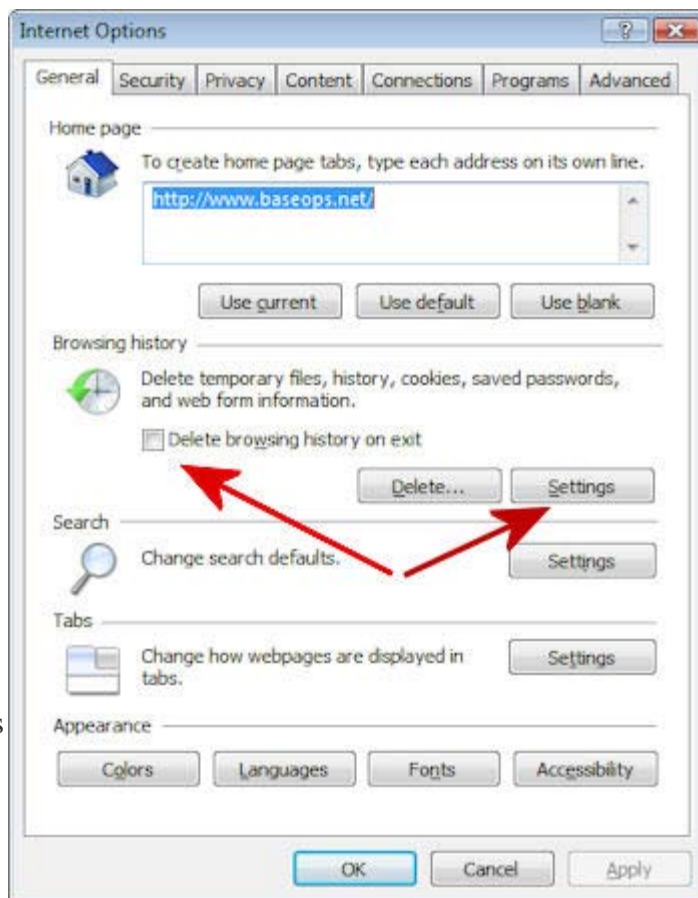 Internet Options
General Security Privacy Content Connections Programs Advanced
Home page
To create home page tabs, type each address on its own line.
http://www.baseops.net/
Use current Use default Use blank
Browsing history
Delete temporary files, history, cookies, saved passwords,
and web form information.
Delete browsing history on exit
Delete... Settings
Search
Change search defaults.
Settings
Tabs
Change how webpages are displayed in
tabs.
Settings
s
Appearance
Colors Languages Fonts Accessibility
OK Cancel Apply